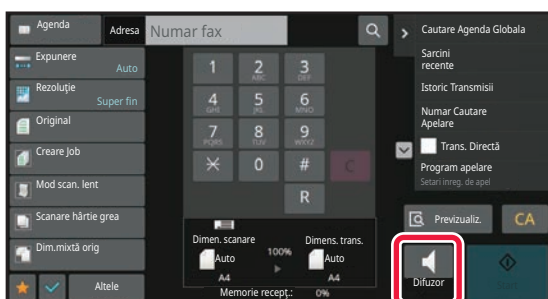 Agenda
Adresa
Numar fax
Expunere
Auto
Rezoluţie
Super fin
Original
Creare Job
Mod scan. lent
Scanare hârtie grea
Dim.mixtă orig
Altele
1
2
ABC
3
DEF
4
GHI
5
JKL
6
MNO
7
PQRS
8
TUV
9
WXYZ
0
#
C
R
Dimen. scanare
Auto
A4
100%
Dimens. trans.
Auto
A4
Memorie recepţ.: 0%
Cautare Agenda Globala
Sarcini
recente
Istoric Transmisii
Numar Cautare
Apelare
Trans. Directă
Program apelare
Setari inreg. de apel
Previzualiz.
CA
Difuzor
Start